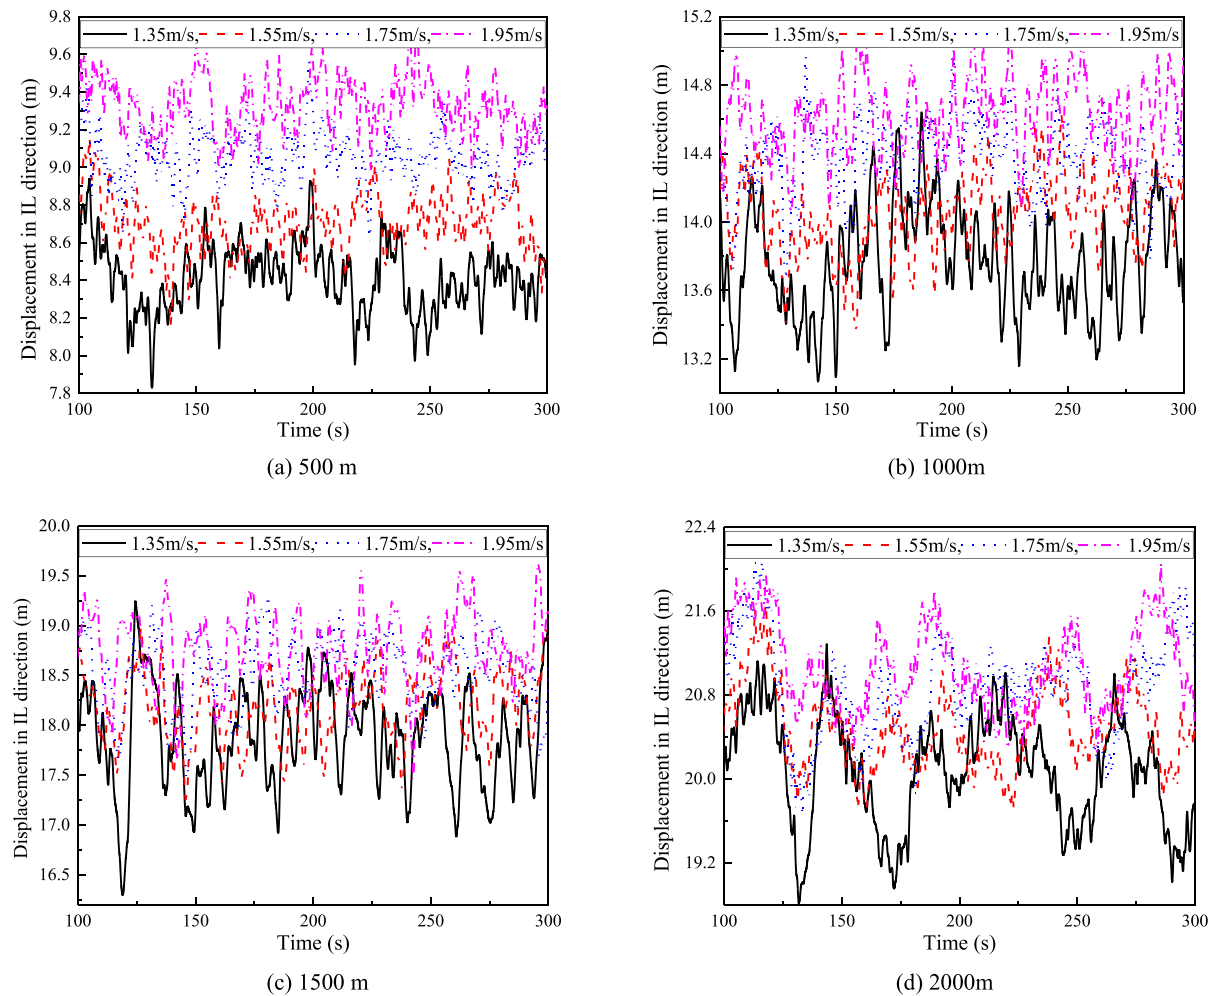 9.8
9.6
9.4
9.2
9.0
8.8
8.6
8.4
8.2
8.0
7.8
Displacement in IL direction (m)
1.35m/s, 1.55m/s, 1.75m/s, 1.95m/s
100 150 200 250 300
Time (s)
(a) 500 m
15.2
14.8
14.4
14.0
13.6
13.2
Displacement in IL direction (m)
1.35m/s, 1.55m/s, 1.75m/s, 1.95m/s
100 150 200 250 300
Time (s)
(b) 1000m
20.0
19.5
19.0
18.5
18.0
17.5
17.0
16.5
Displacement in IL direction (m)
1.35m/s, 1.55m/s, 1.75m/s, 1.95m/s
100 150 200 250 300
Time (s)
(c) 1500 m
22.4
21.6
20.8
20.0
19.2
Displacement in IL direction (m)
1.35m/s, 1.55m/s, 1.75m/s, 1.95m/s
100 150 200 250 300
Time (s)
(d) 2000m